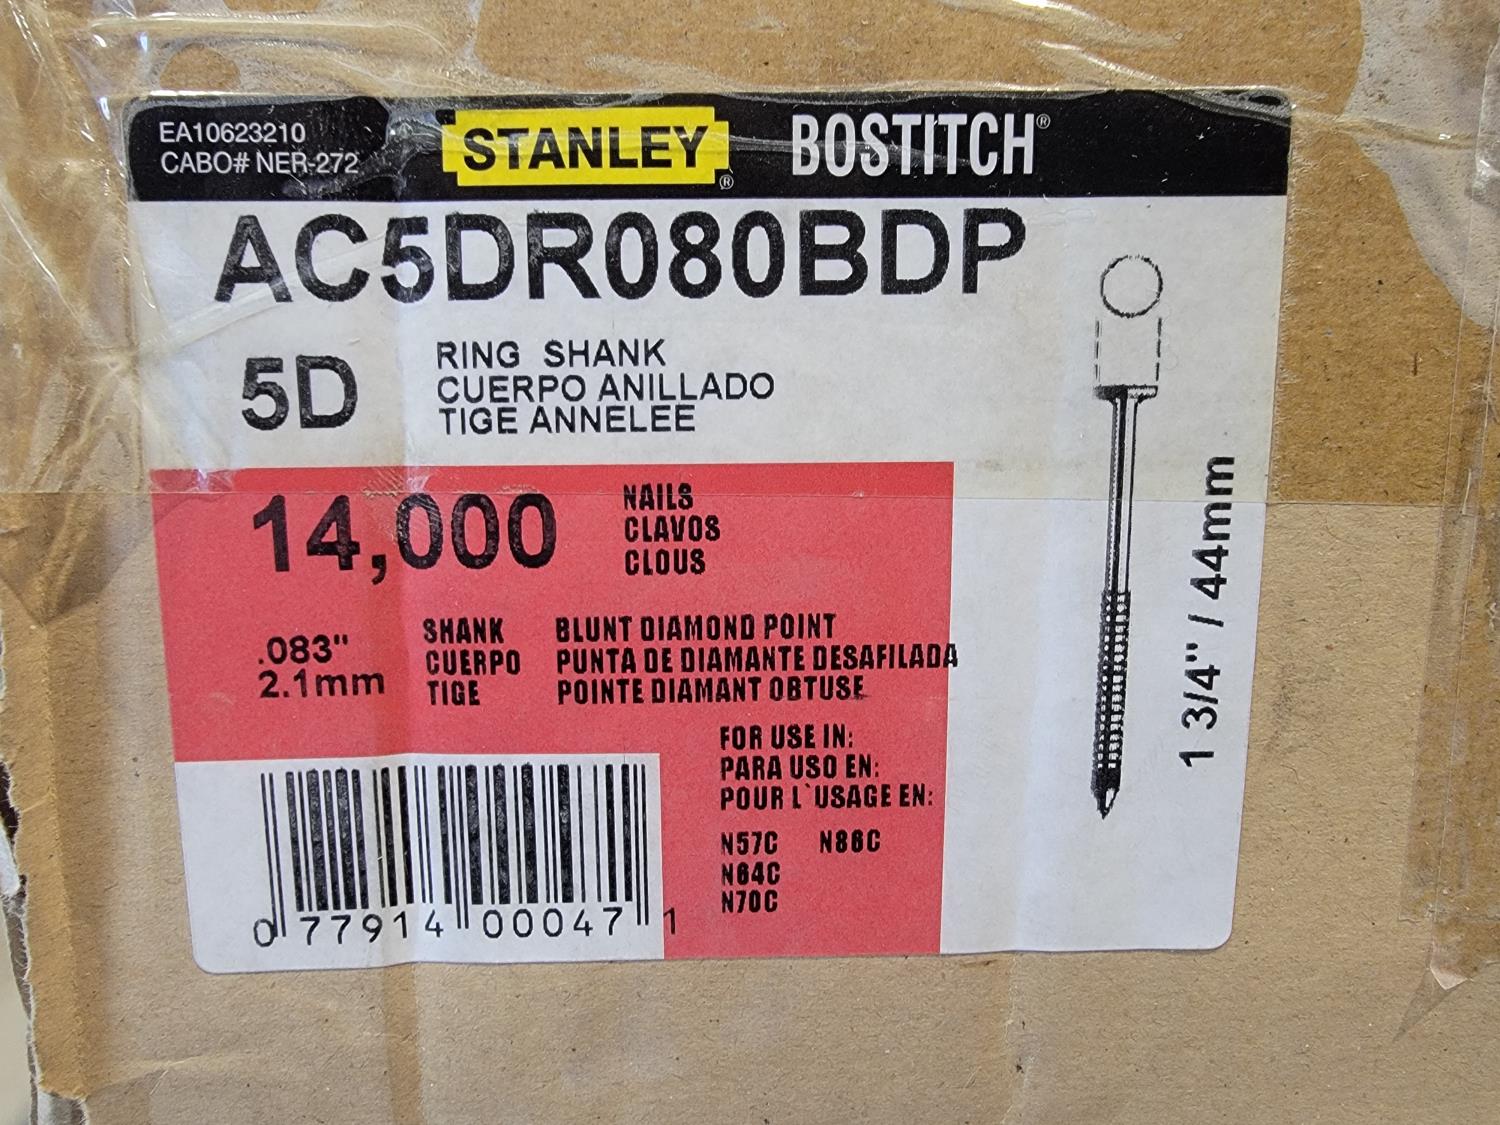 EA10623210
CABO# NER-272
STANLEY®
BOSTITCH®
AC5DR080BDP
5D
RING SHANK
CUERPO ANILLADO
TIGE ANNELEE
14,000
NAILS
CLAVOS
CLOUS
.083"
2.1mm
SHANK
CUERPO
TIGE
BLUNT DIAMOND POINT
PUNTA DE DIAMANTE DESAFILADA
POINTE DIAMANT OBTUSE
FOR USE IN:
PARA USO EN:
POUR L`USAGE EN:
N57C N86C
N64C
N70C
0 77914 00047 1
1 3/4" / 44mm